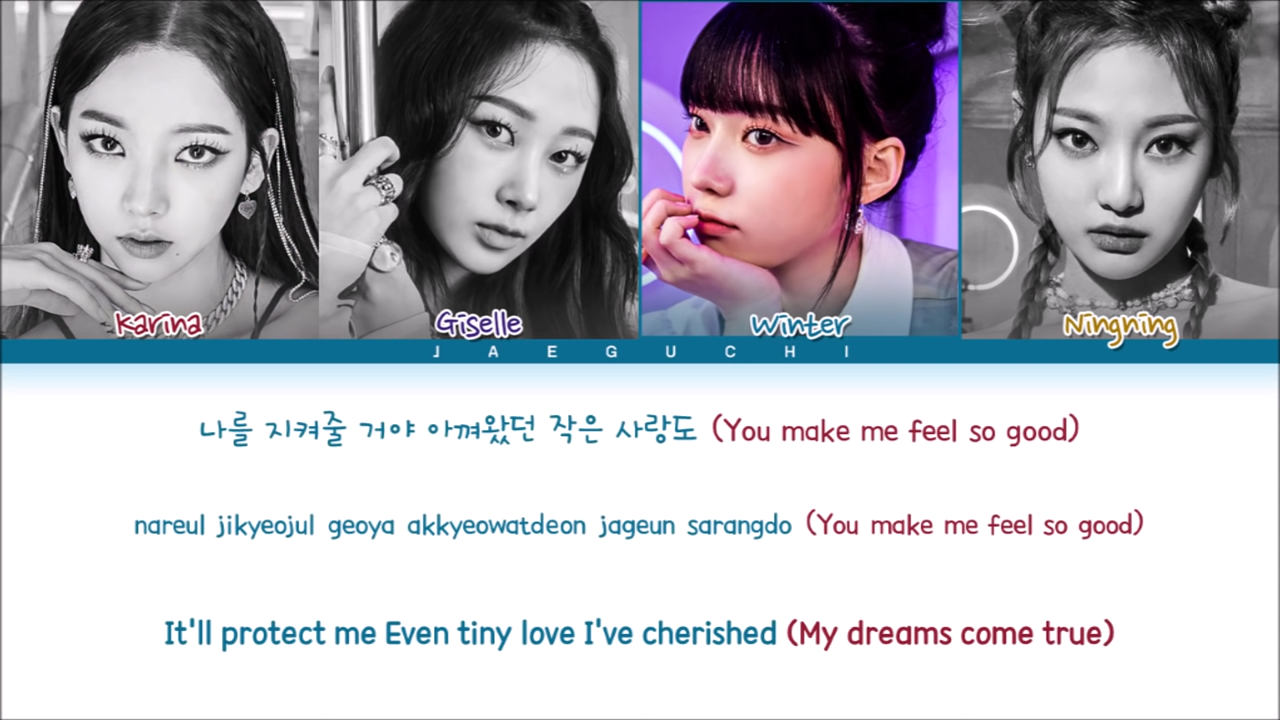 Karina Giselle Winter Ningning
JAEGUCHI
나를 지켜줄 거야 아껴왔던 작은 사랑도 (You make me feel so good)
nareul jikyeojul geoya akkyeowatdeon jageun sarangdo (You make me feel so good)
It'll protect me Even tiny love I've cherished (My dreams come true)